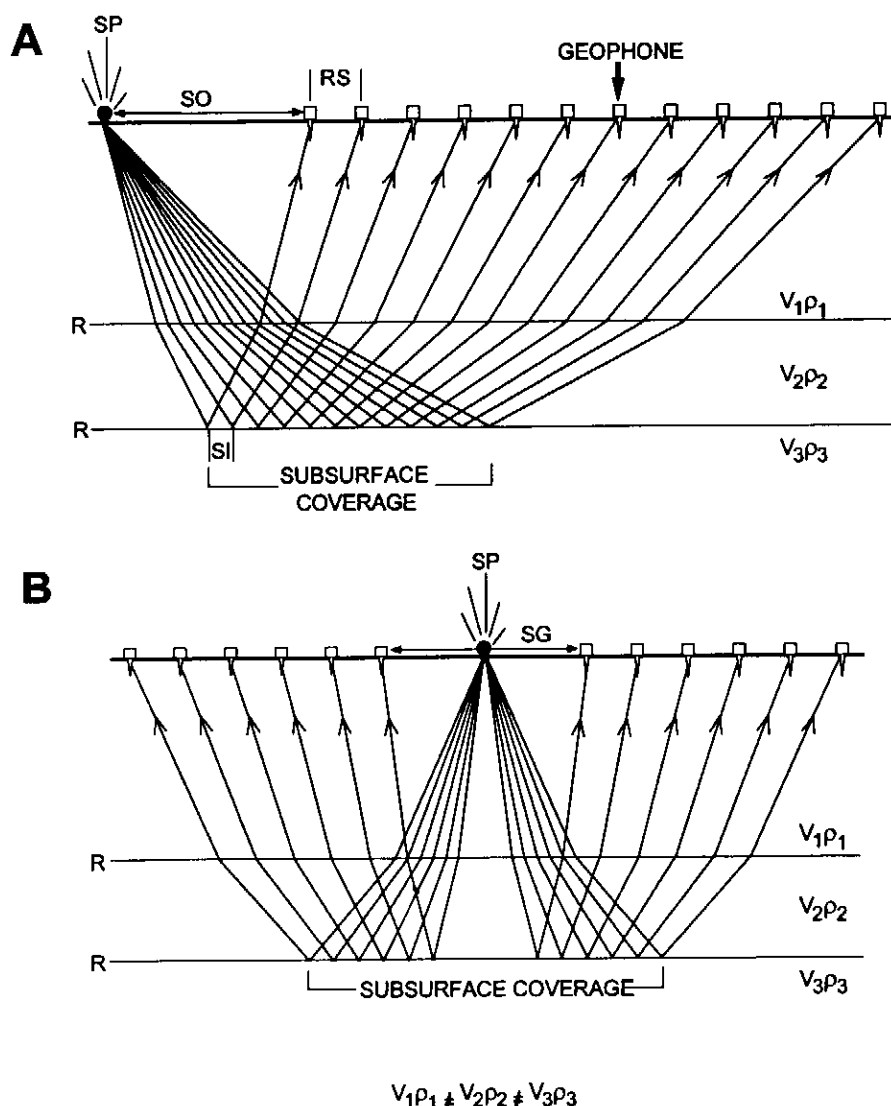 A
SP
SO
RS
GEOPHONE
R
V₁ρ₁
V₂ρ₂
R
SI
V₃ρ₃
SUBSURFACE
COVERAGE
B
SP
SG
R
V₁ρ₁
V₂ρ₂
R
SUBSURFACE COVERAGE
V₃ρ₃
V₁ρ₁ ≠ V₂ρ₂ ≠ V₃ρ₃